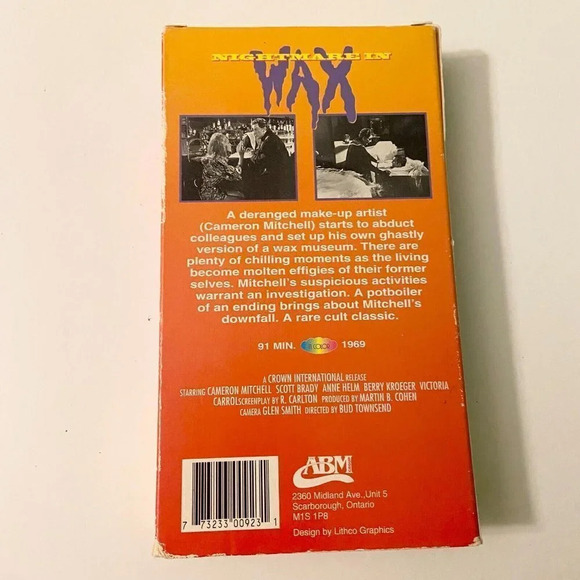 NIGHTMARE IN
WAX
A deranged make-up artist
(Cameron Mitchell) starts to abduct
colleagues and set up his own ghastly
version of a wax museum. There are
plenty of chilling moments as the living
become molten effigies of their former
selves. Mitchell's suspicious activities
warrant an investigation. A potboiler
of an ending brings about Mitchell's
downfall. A rare cult classic.
91 MIN. IN COLOR 1969
A CROWN INTERNATIONAL RELEASE
STARRING CAMERON MITCHELL SCOTT BRADY ANNE HELM BERRY KROEGER VICTORIA
CARROLSCREENPLAY BY R. CARLTON PRODUCED BY MARTIN B. COHEN
CAMERA GLEN SMITH DIRECTED BY BUD TOWNSEND
7 73233 00923 1
ABM
2360 Midland Ave.,Unit 5
Scarborough, Ontario
M1S 1P8
Design by Lithco Graphics